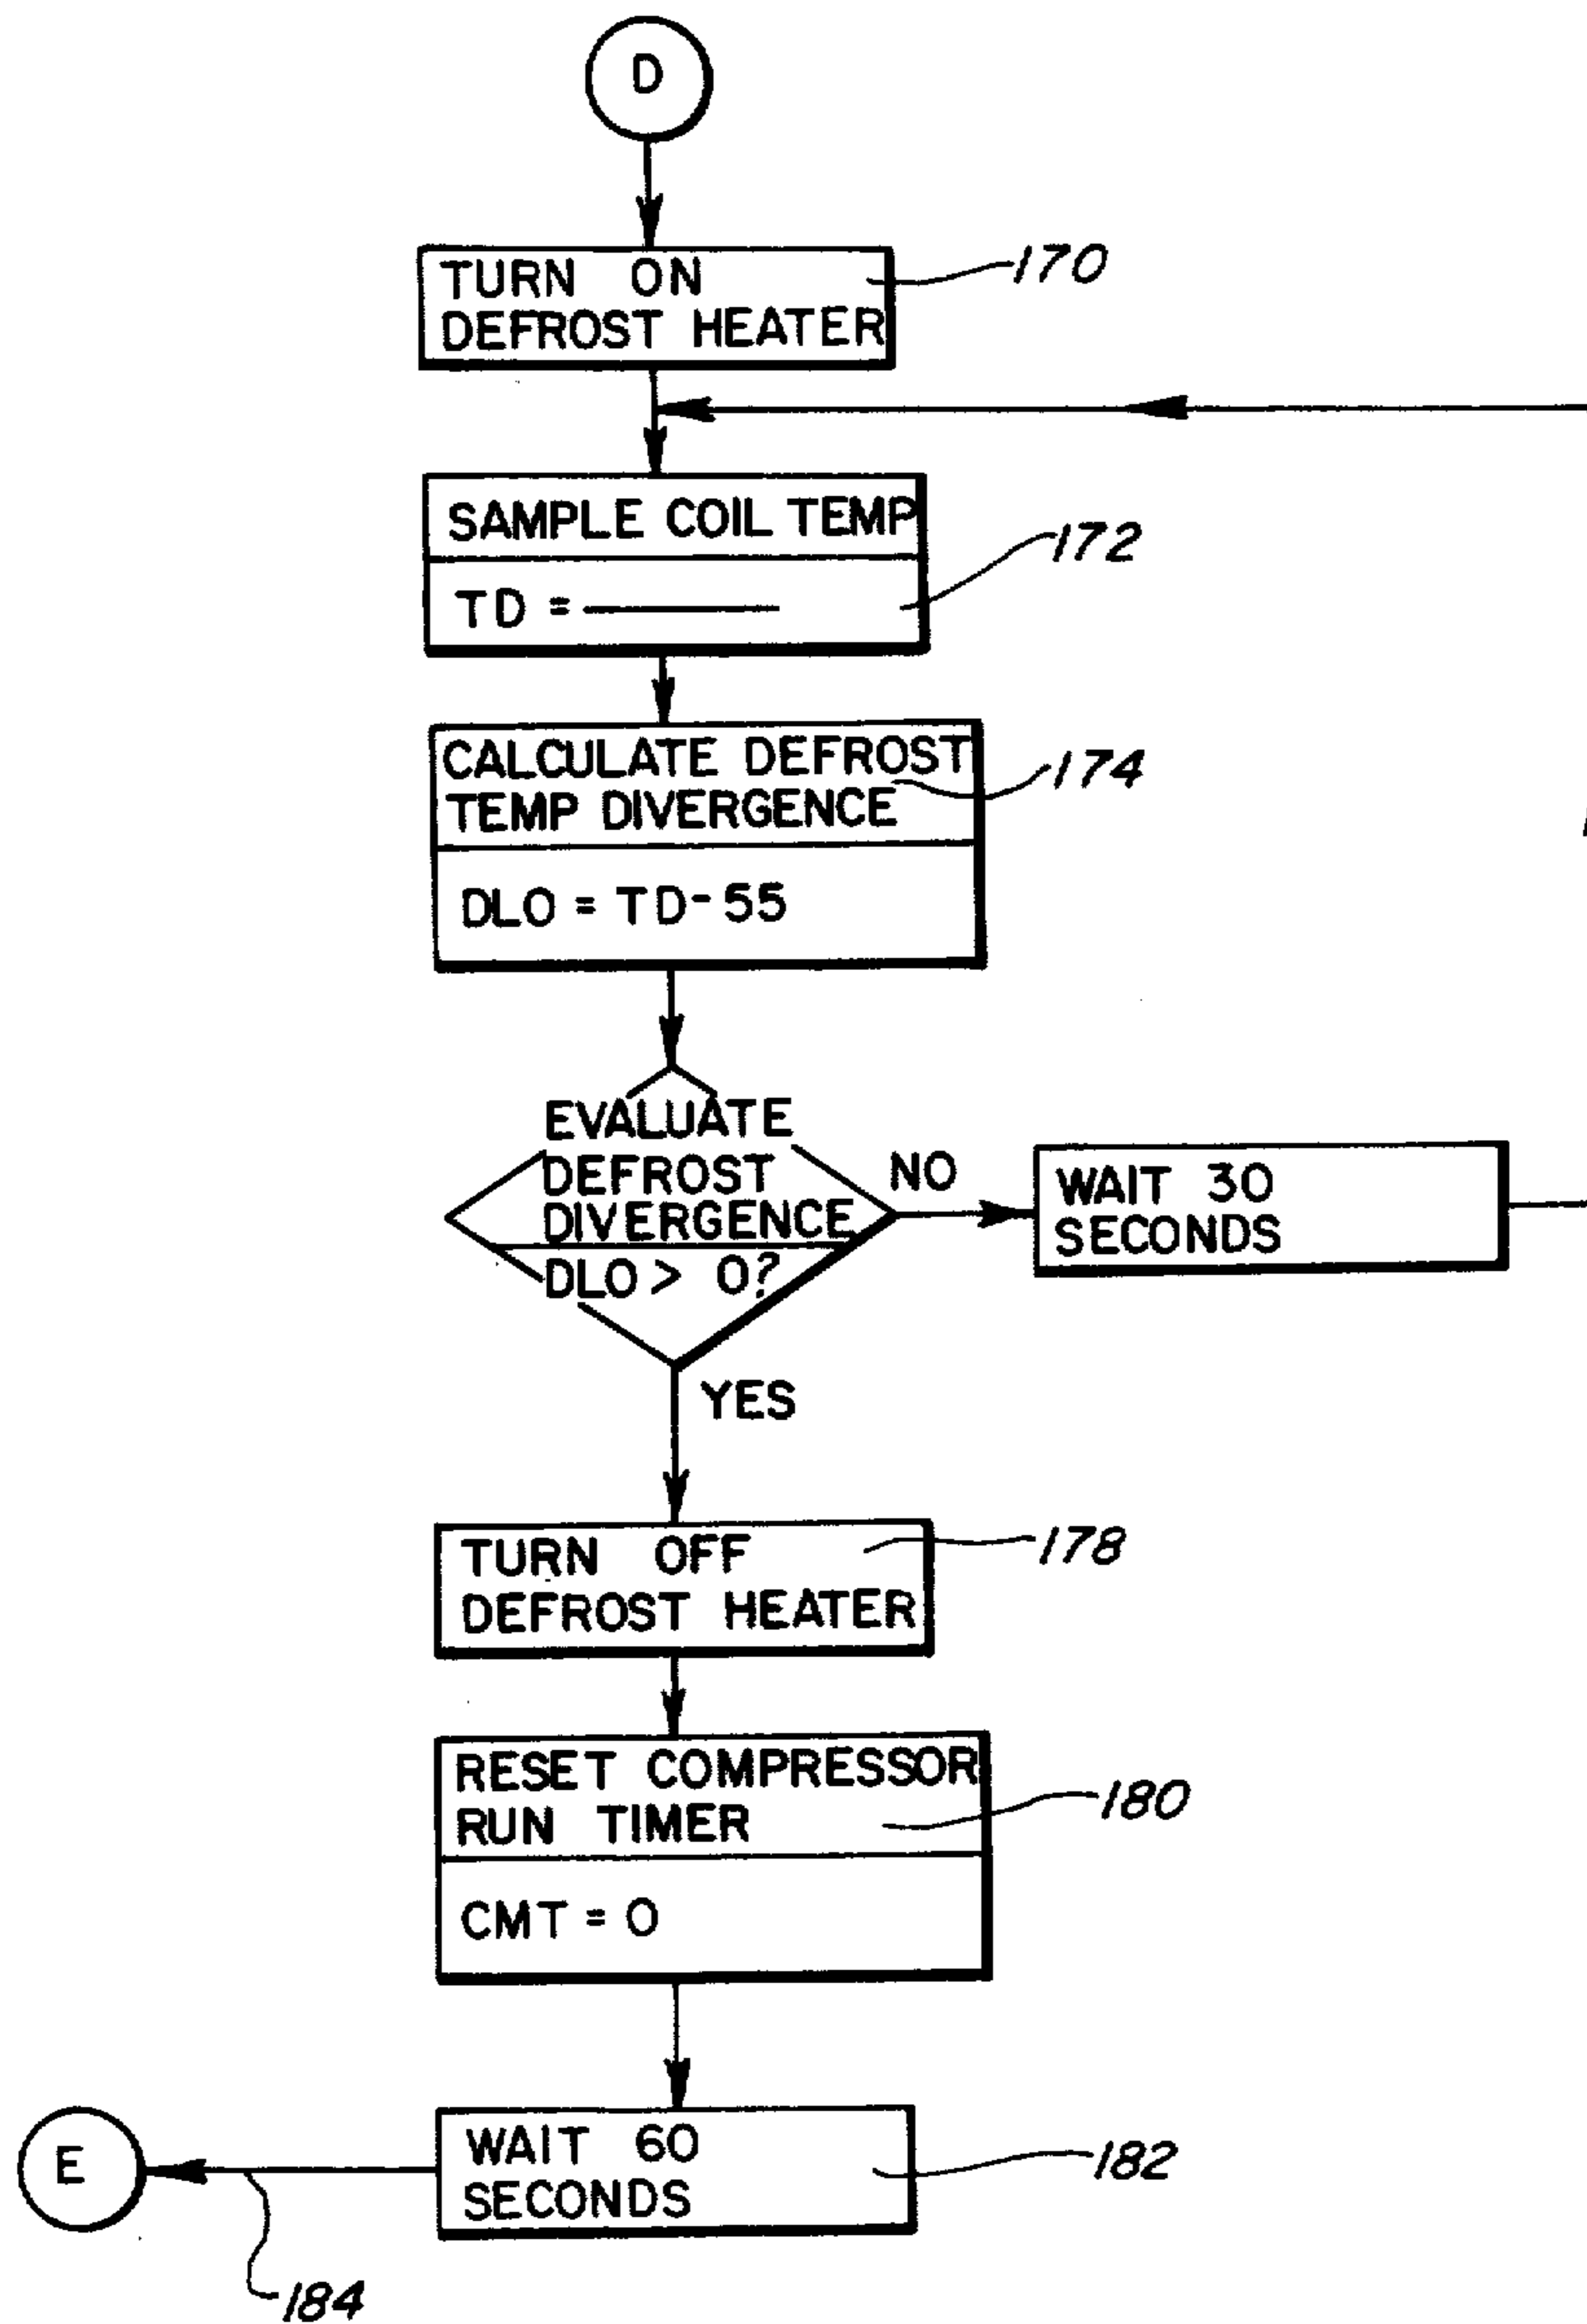 D
TURN ON
DEFROST HEATER
170
SAMPLE COIL TEMP
TD =
172
CALCULATE DEFROST
TEMP DIVERGENCE
174
DLO = TD-55
EVALUATE
DEFROST
DIVERGENCE
DLO > 0?
NO
WAIT 30
SECONDS
YES
TURN OFF
DEFROST HEATER
178
RESET COMPRESSOR
RUN TIMER
180
CMT = 0
WAIT 60
SECONDS
182
E
184